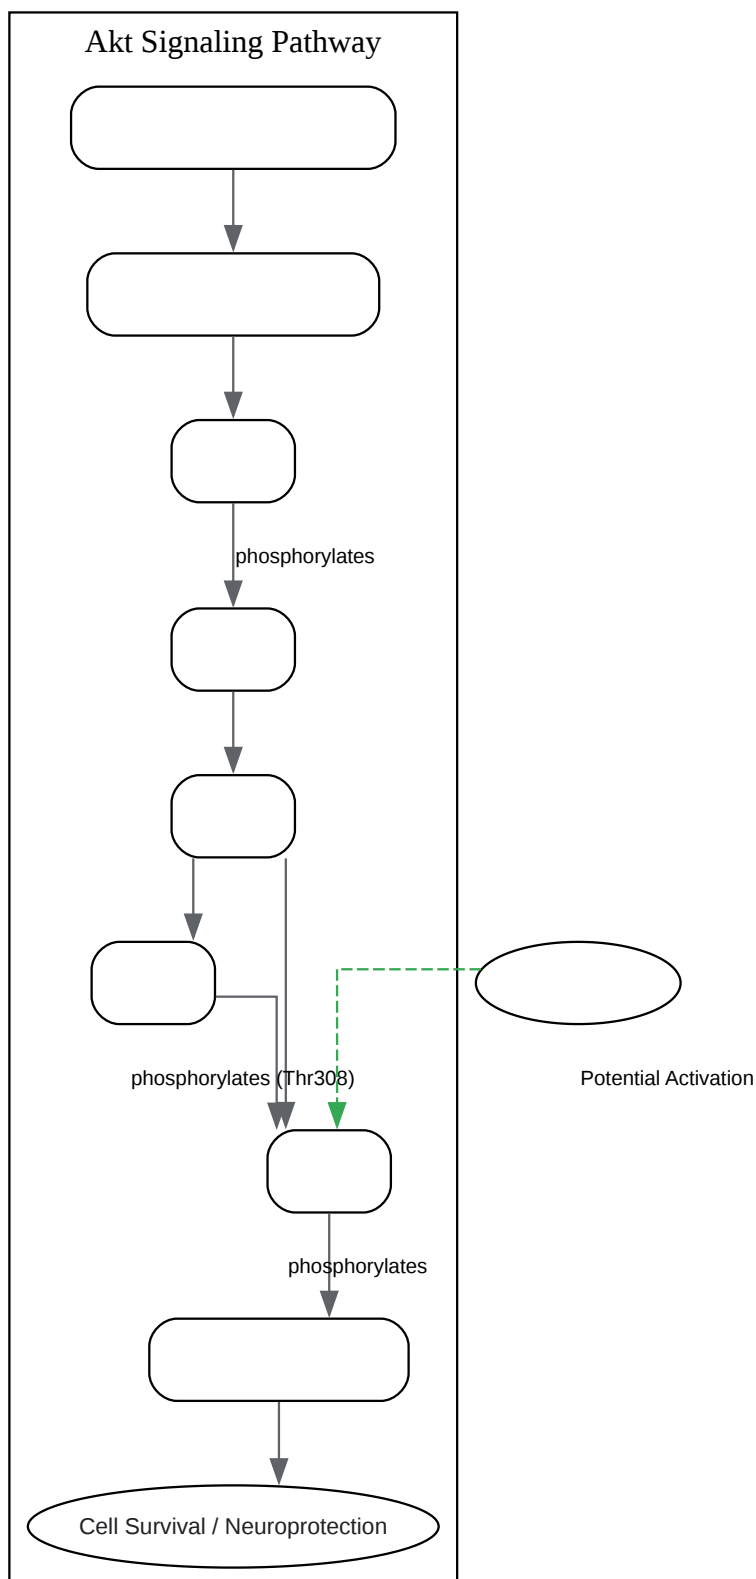 Akt Signaling Pathway
phosphorylates
phosphorylates (Thr308)
Potential Activation
phosphorylates
Cell Survival / Neuroprotection